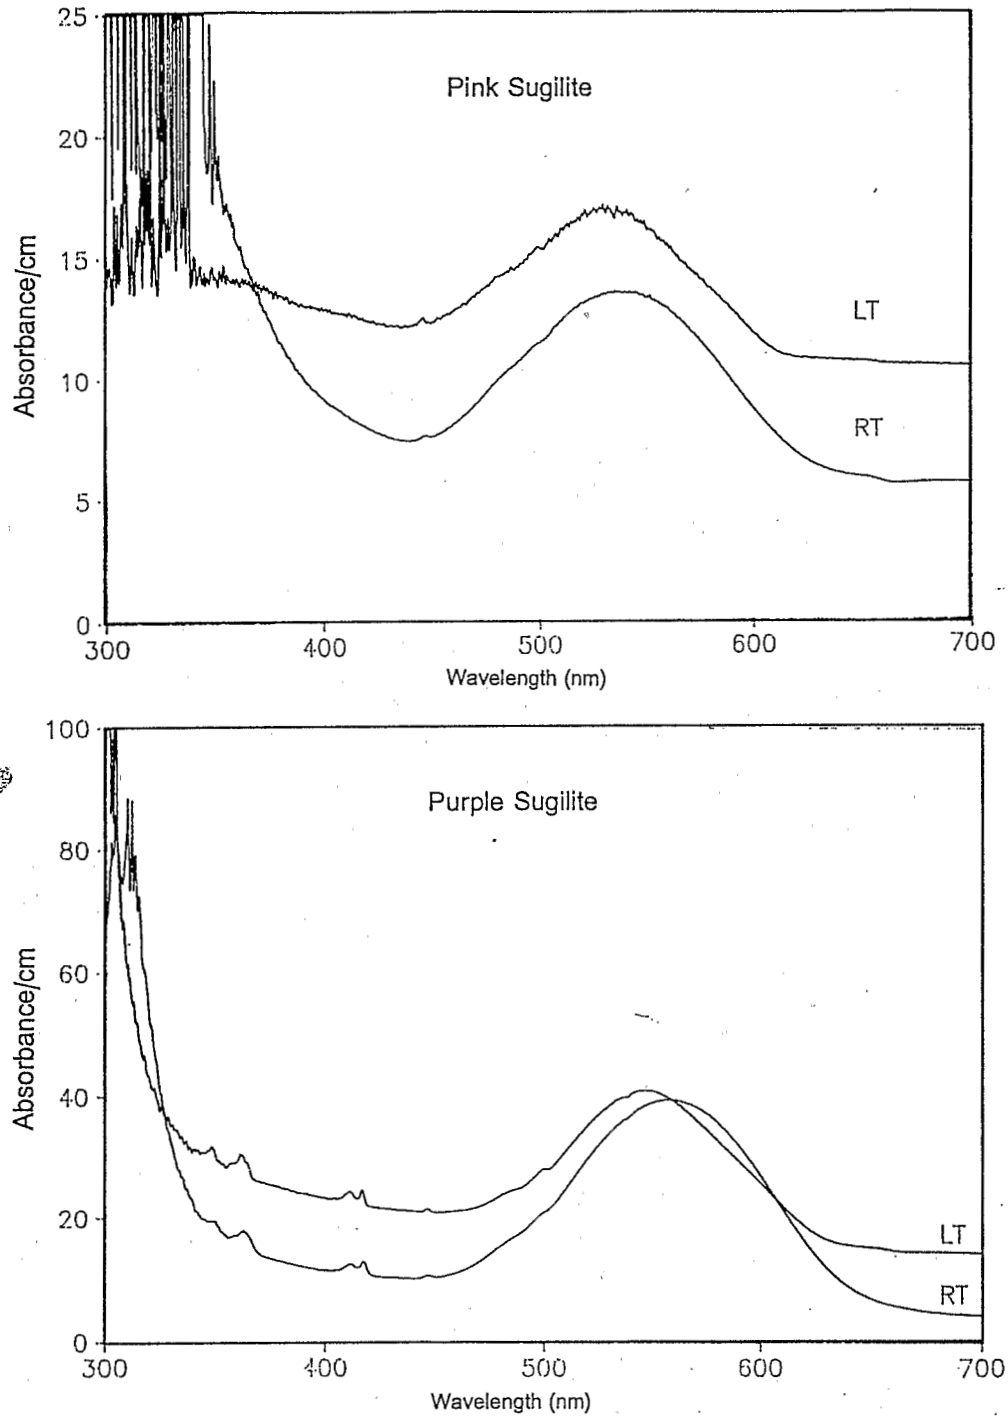 25
20
15
10
5
0
Absorbance/cm
Pink Sugilite
LT
RT
300 400 500 600 700
Wavelength (nm)
100
80
60
40
20
0
Absorbance/cm
Purple Sugilite
LT
RT
300 400 500 600 700
Wavelength (nm)